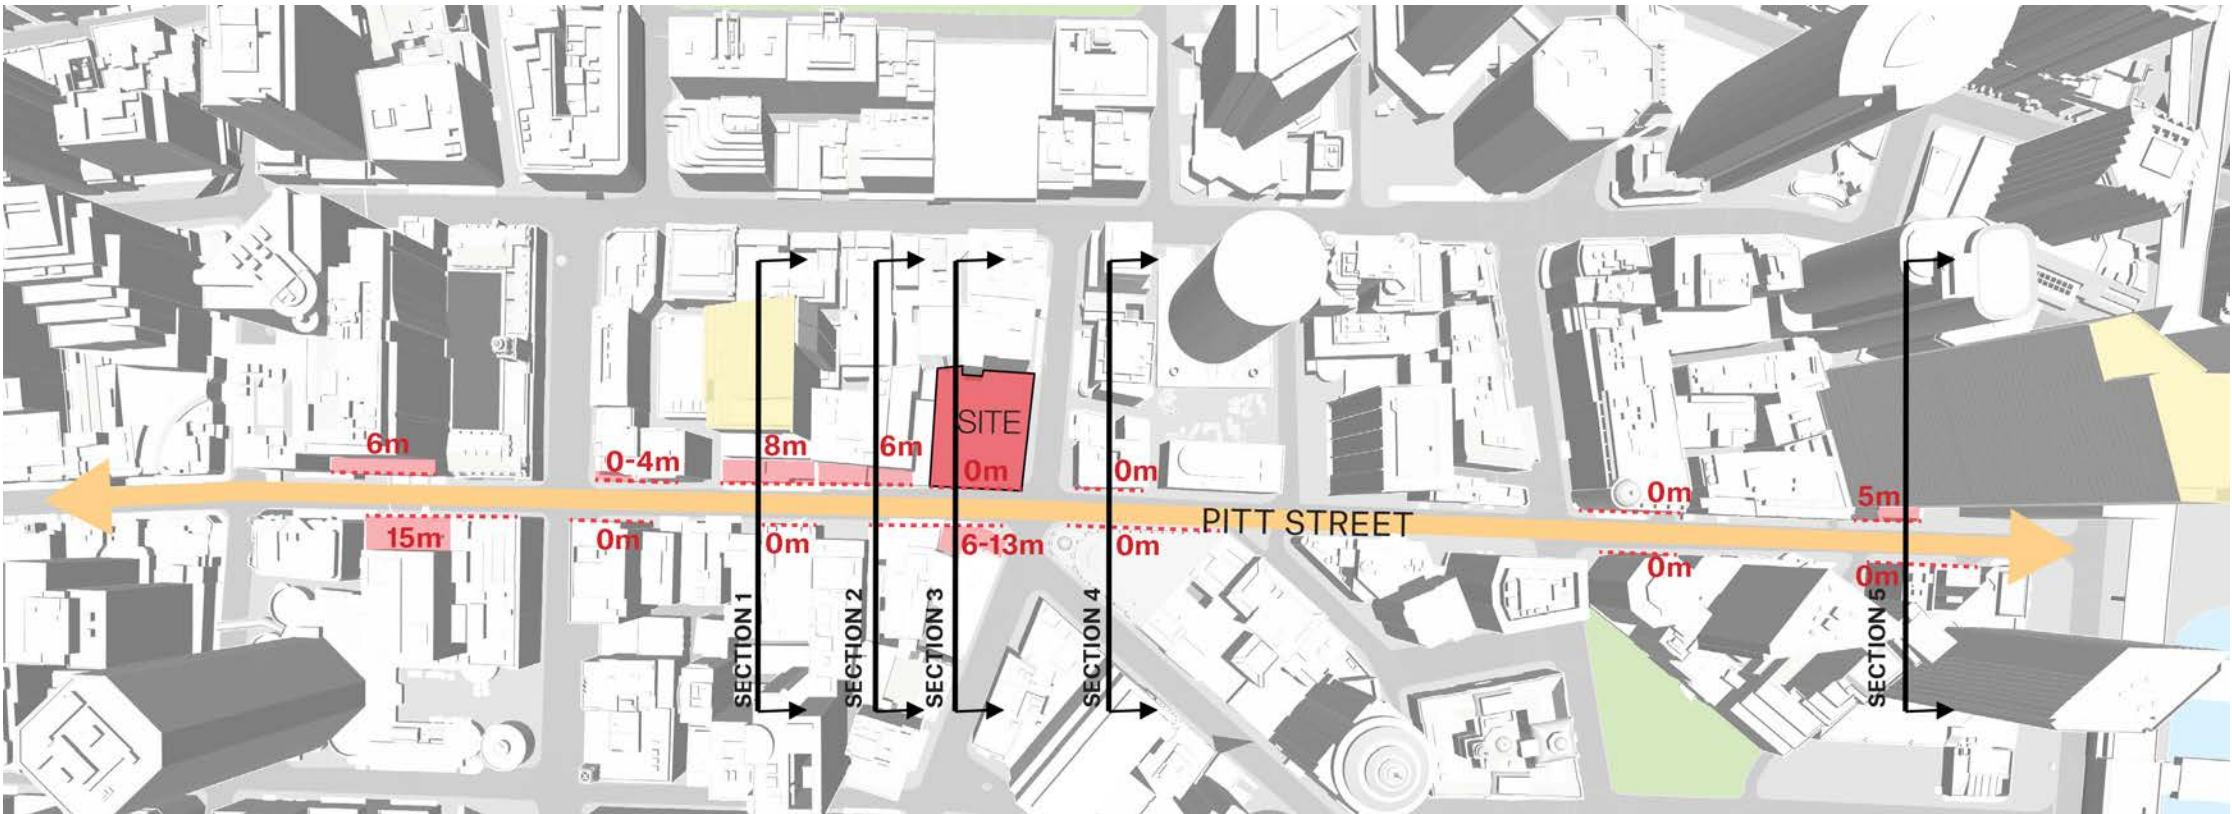 SITE
6m
0-4m
8m
6m
0m
0m
0m
5m
PITT STREET
15m
0m
0m
6-13m
0m
0m
0m
SECTION 1
SECTION 2
SECTION 3
SECTION 4
SECTION 5